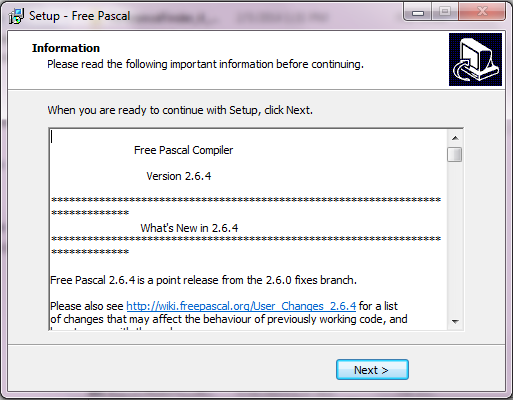 Setup - Free Pascal
Information
Please read the following important information before continuing.
When you are ready to continue with Setup, click Next.
Free Pascal Compiler
Version 2.6.4
*****************************************************************
*************
What's New in 2.6.4
*****************************************************************
*************
Free Pascal 2.6.4 is a point release from the 2.6.0 fixes branch.
Please also see http://wiki.freepascal.org/User_Changes_2.6.4 for a list
of changes that may affect the behaviour of previously working code, and
Next >